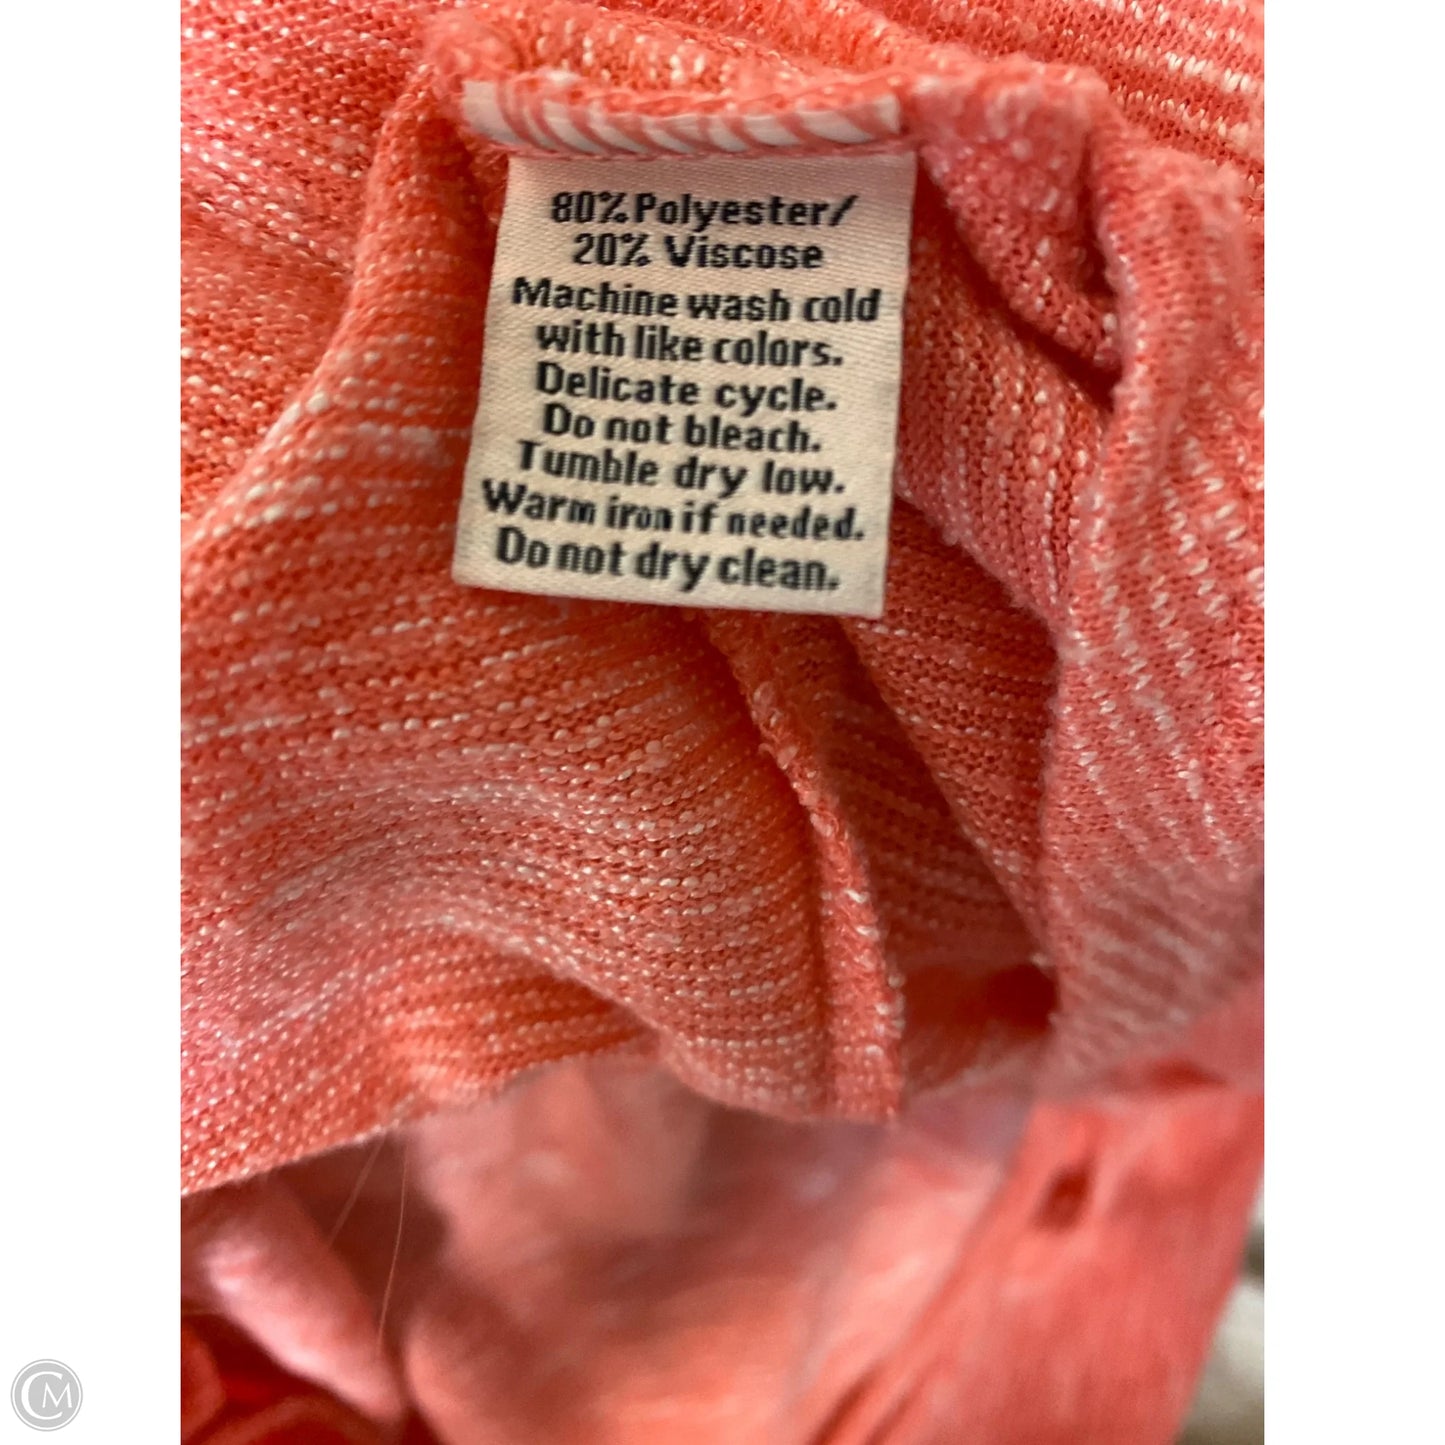 80% Polyester/
20% Viscose
Machine wash cold
with like colors.
Delicate cycle.
Do not bleach.
Tumble dry low.
Warm iron if needed.
Do not dry clean.
CM